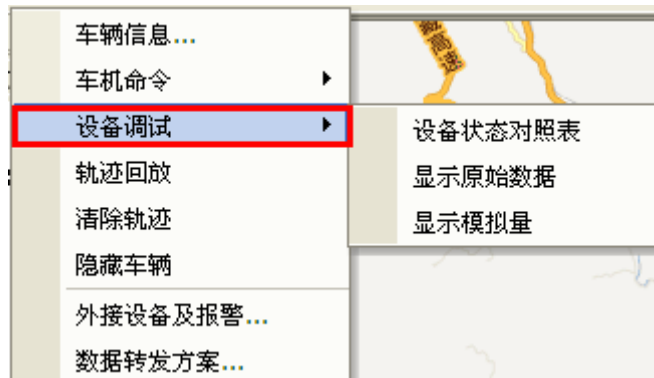 车辆信息...
车机命令
设备调试
轨迹回放
清除轨迹
隐藏车辆
外接设备及报警...
数据转发方案...
设备状态对照表
显示原始数据
显示模拟量
高速